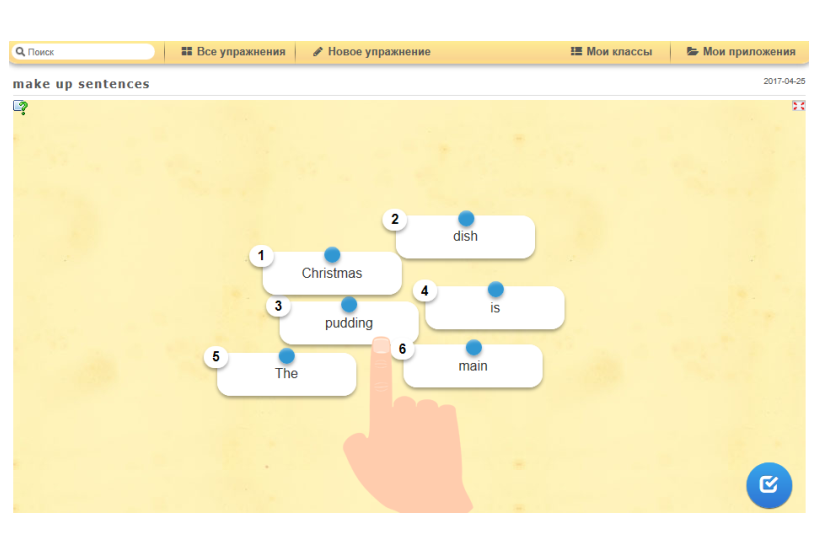 Поиск
Все упражнения
Новое упражнение
Мои классы
Мои приложения
make up sentences
2017-04-25
2
dish
1
Christmas
4
is
3
pudding
6
main
5
The